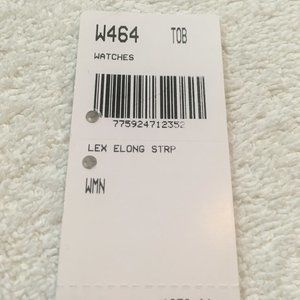 W464 TOB
WATCHES
775924712352
LEX ELONG STRP
WMN